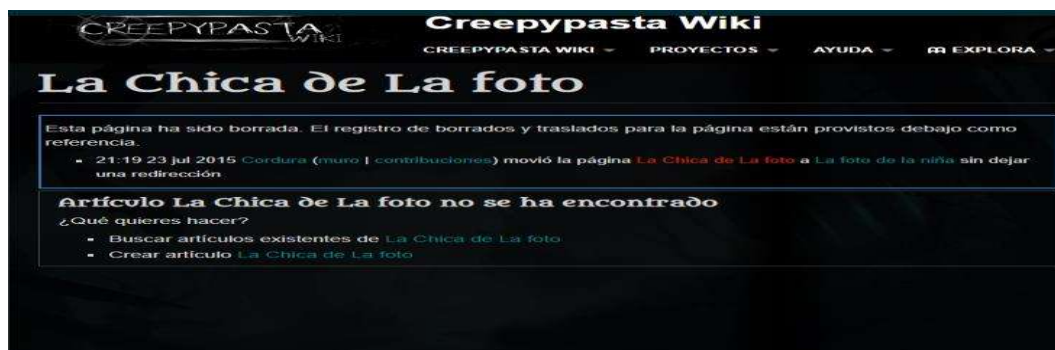 CREEPYPASTA
WIKI
Creepypasta Wiki
CREEPYPASTA WIKI PROYECTOS AYUDA EXPLORA
La Chica de La foto
Esta página ha sido borrada. El registro de borrados y traslados para la página están provistos debajo como
referencia.
21:19 23 jul 2015 Cordura (muro | contribuciones) movió la página La Chica de La foto a La foto de la niña sin dejar
una redirección
Artículo La Chica de La foto no se ha encontrado
¿Qué quieres hacer?
Buscar artículos existentes de La Chica de La foto
Crear artículo La Chica de La foto